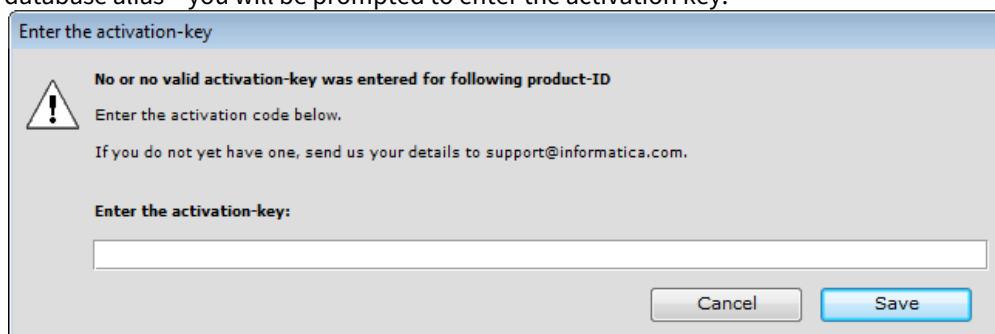 database alias – you will be prompted to enter the activation key:
Enter the activation-key
No or no valid activation-key was entered for following product-ID
Enter the activation code below.
If you do not yet have one, send us your details to support@informatica.com.
Enter the activation-key:
Cancel Save